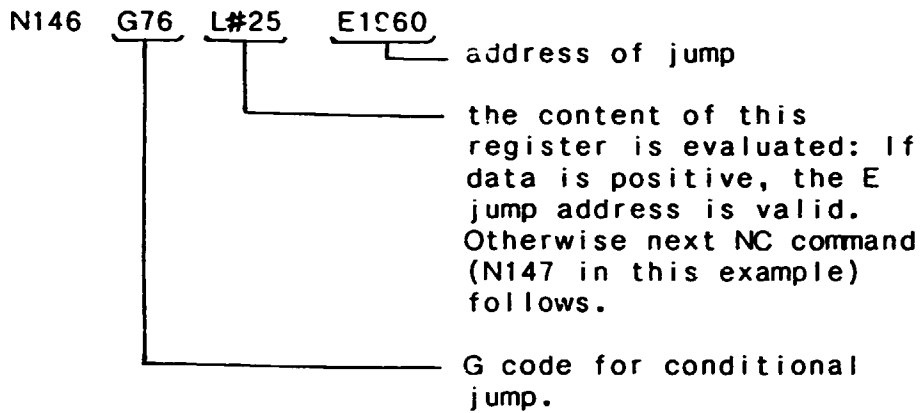 N146 G76 L#25
address of jump
the content of this
register is evaluated: If
data is positive, the E
jump address is valid.
Otherwise next NC command
(N147 in this example)
follows.
G code for conditional
jump.